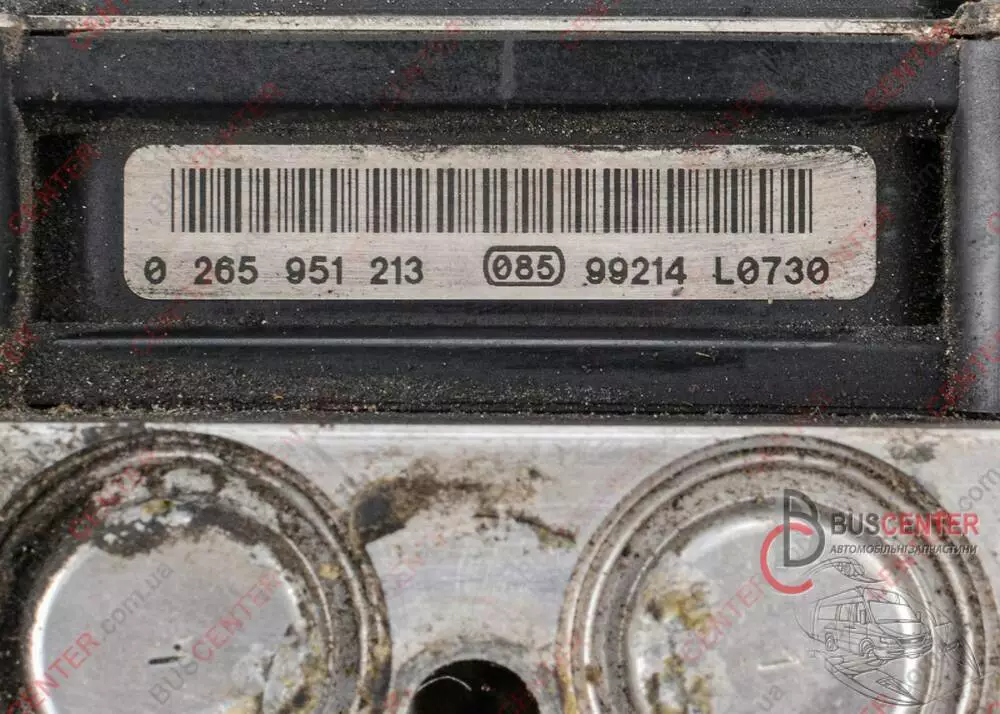 0 265 951 213 085 99214 L0730
BUSCENTER
АВТОМОБІЛЬНІ ЗАПЧАСТИНИ